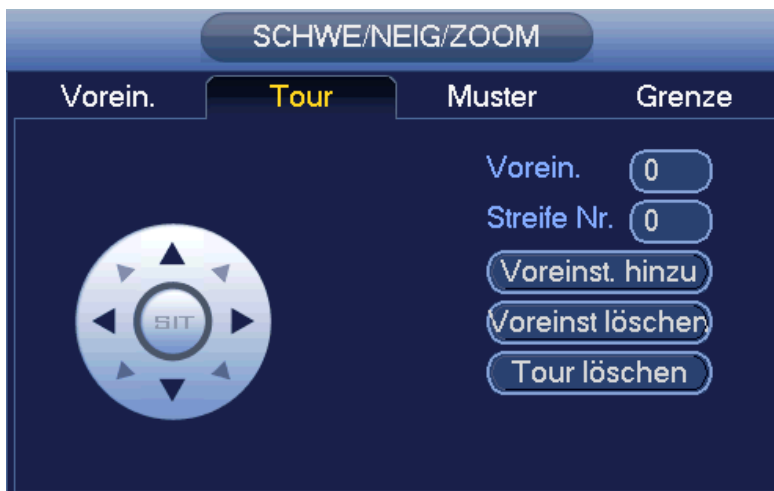 SCHWE/NEIG/ZOOM
Vorein. Tour Muster Grenze
Vorein. 0
Streife Nr. 0
Voreinst. hinzu
Voreinst löschen
SIT
Tour löschen